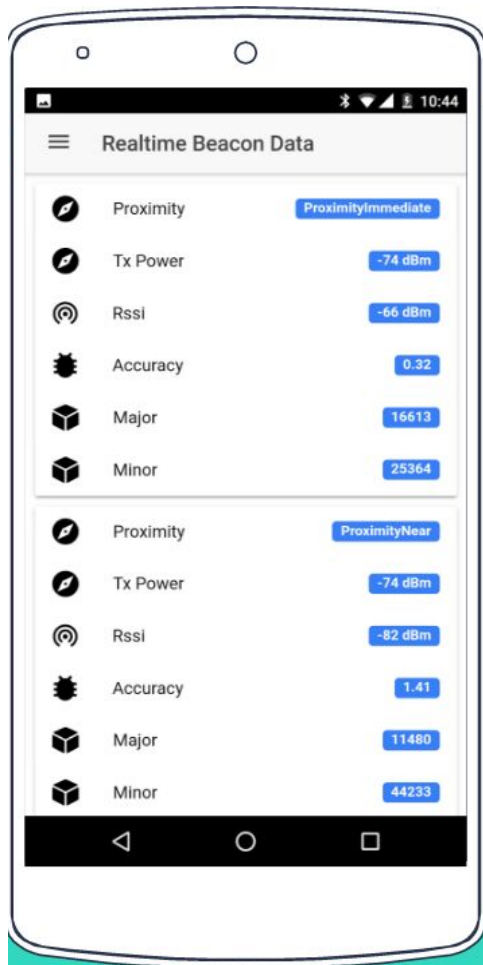 10:44
Realtime Beacon Data
Proximity ProximityImmediate
Tx Power -74 dBm
Rssi -66 dBm
Accuracy 0.32
Major 16613
Minor 25364
Proximity ProximityNear
Tx Power -74 dBm
Rssi -82 dBm
Accuracy 1.41
Major 11480
Minor 44233